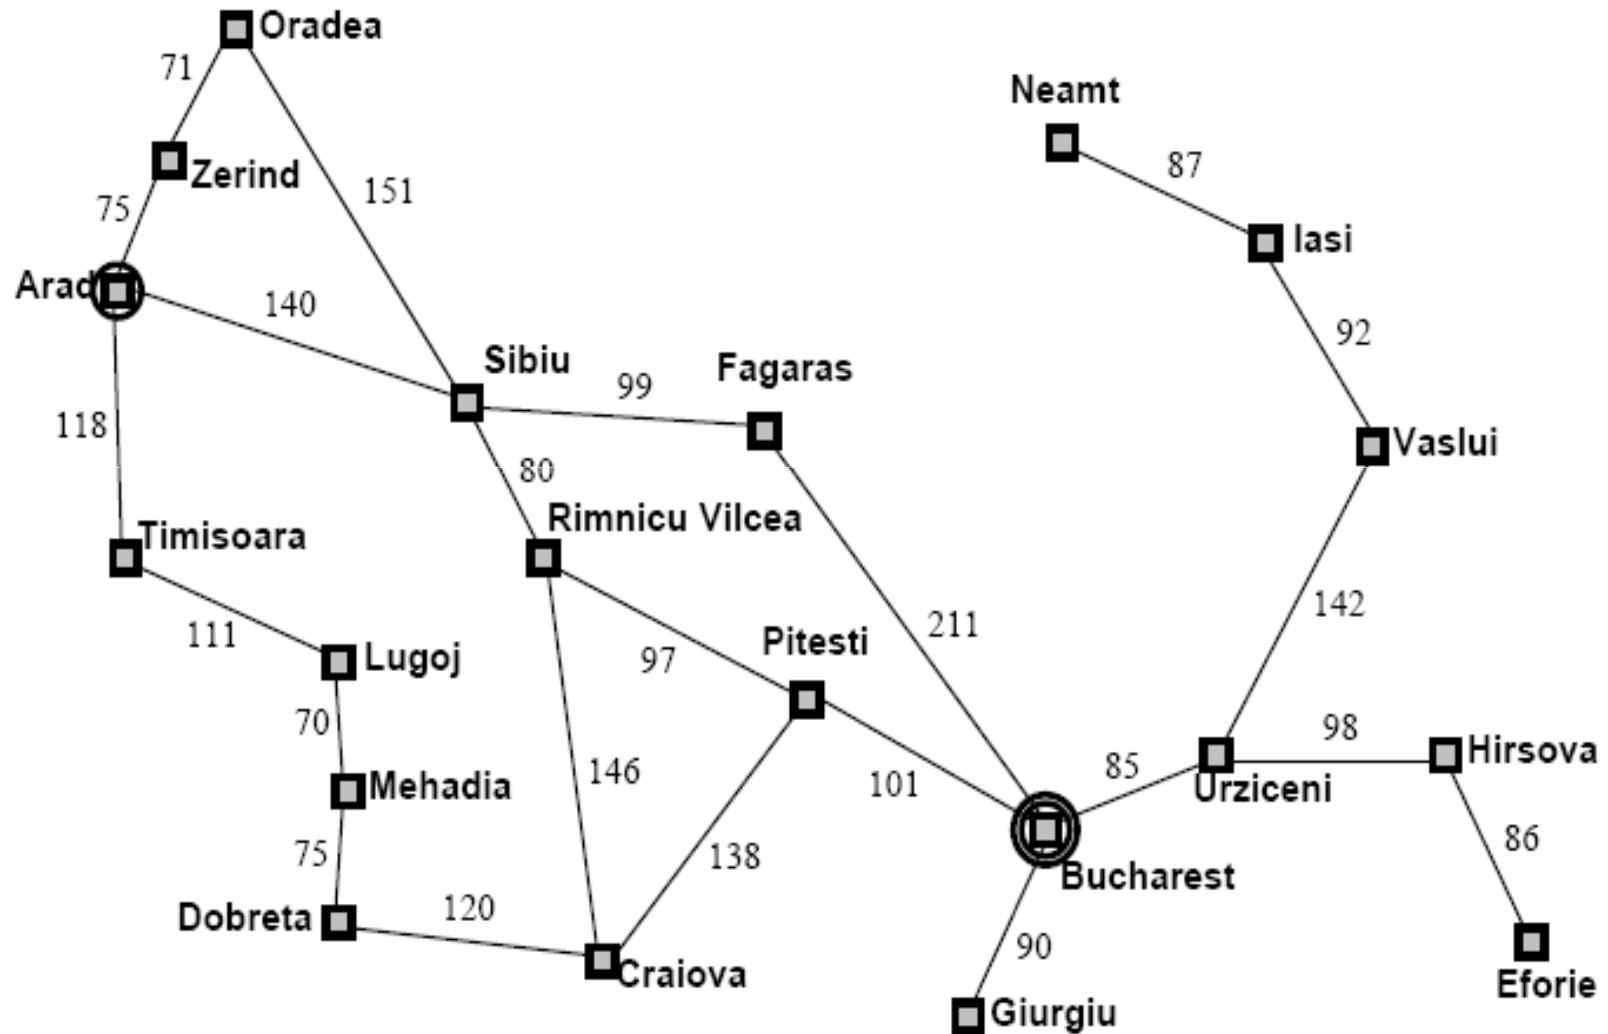 Oradea
71
Neamt
87
Zerind
151
75
Iasi
Arad
140
92
Sibiu
Fagaras
99
118
Vaslui
80
Rimnicu Vilcea
Timisoara
142
211
111
Pitesti
Lugoj
97
70
98
Hirsova
146
85
Mehadia
101
Urziceni
86
75
138
Bucharest
Dobreta
120
90
Craiova
Eforie
Giurgiu